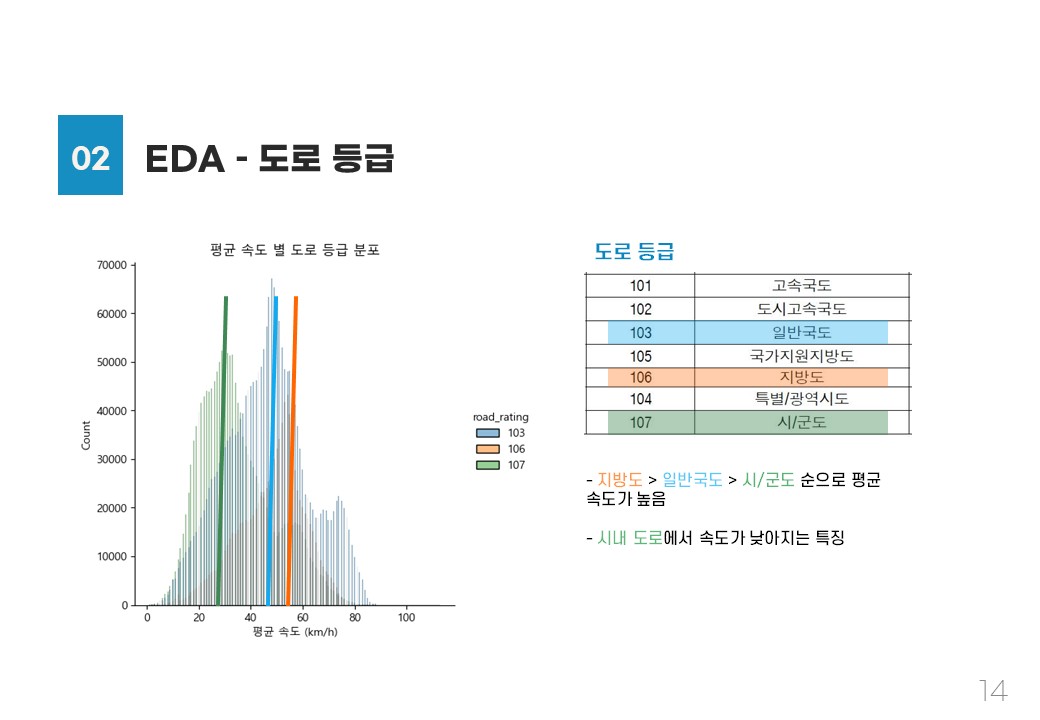 02
EDA - 도로 등급
평균 속도 별 도로 등급 분포
70000
60000
50000
40000
30000
20000
10000
0
Count
0 20 40 60 80 100
평균 속도 (km/h)
road_rating
103
106
107
도로 등급
101 고속국도
102 도시고속국도
103 일반국도
105 국가지원지방도
106 지방도
104 특별/광역시도
107 시/군도
- 지방도 > 일반국도 > 시/군도 순으로 평균
속도가 높음
- 시내 도로에서 속도가 낮아지는 특징
14